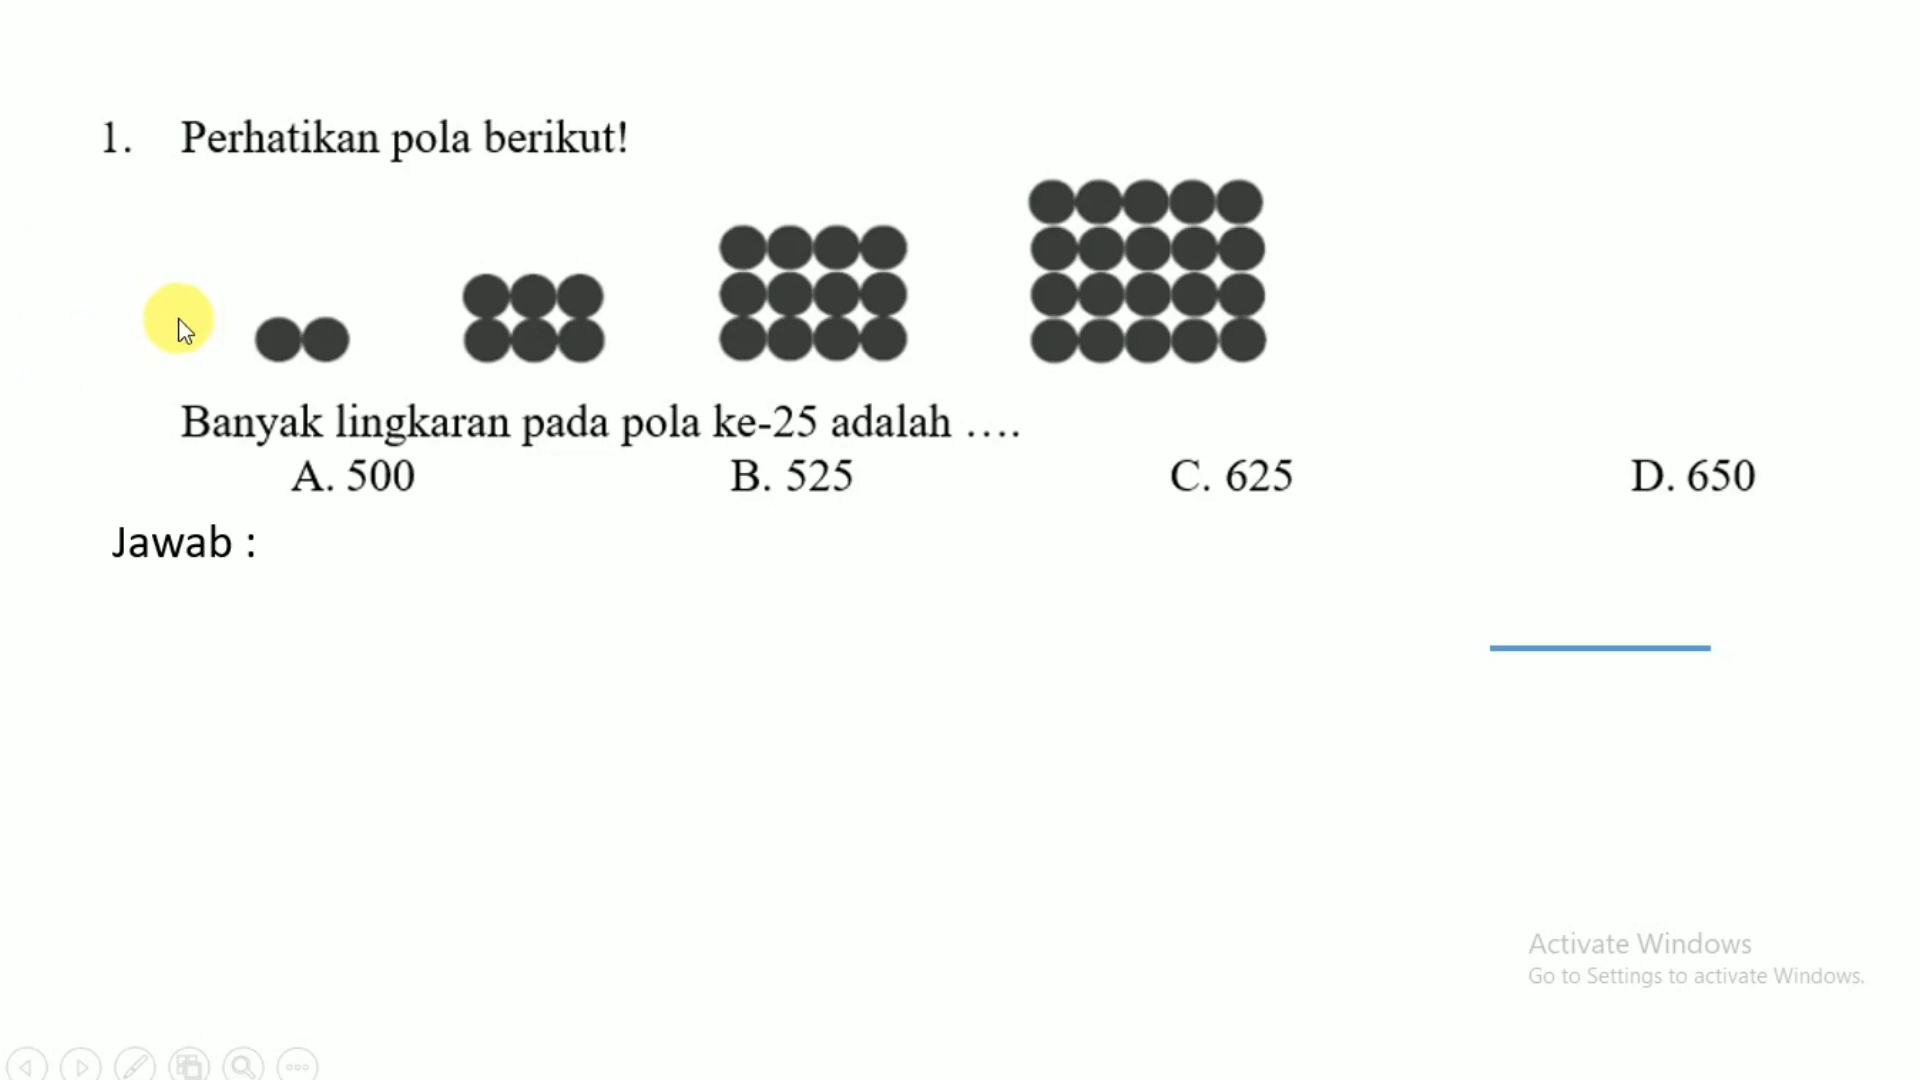 1. Perhatikan pola berikut!
Banyak lingkaran pada pola ke-25 adalah ….
A. 500 B. 525 C. 625 D. 650
Jawab :
Activate Windows
Go to Settings to activate Windows.